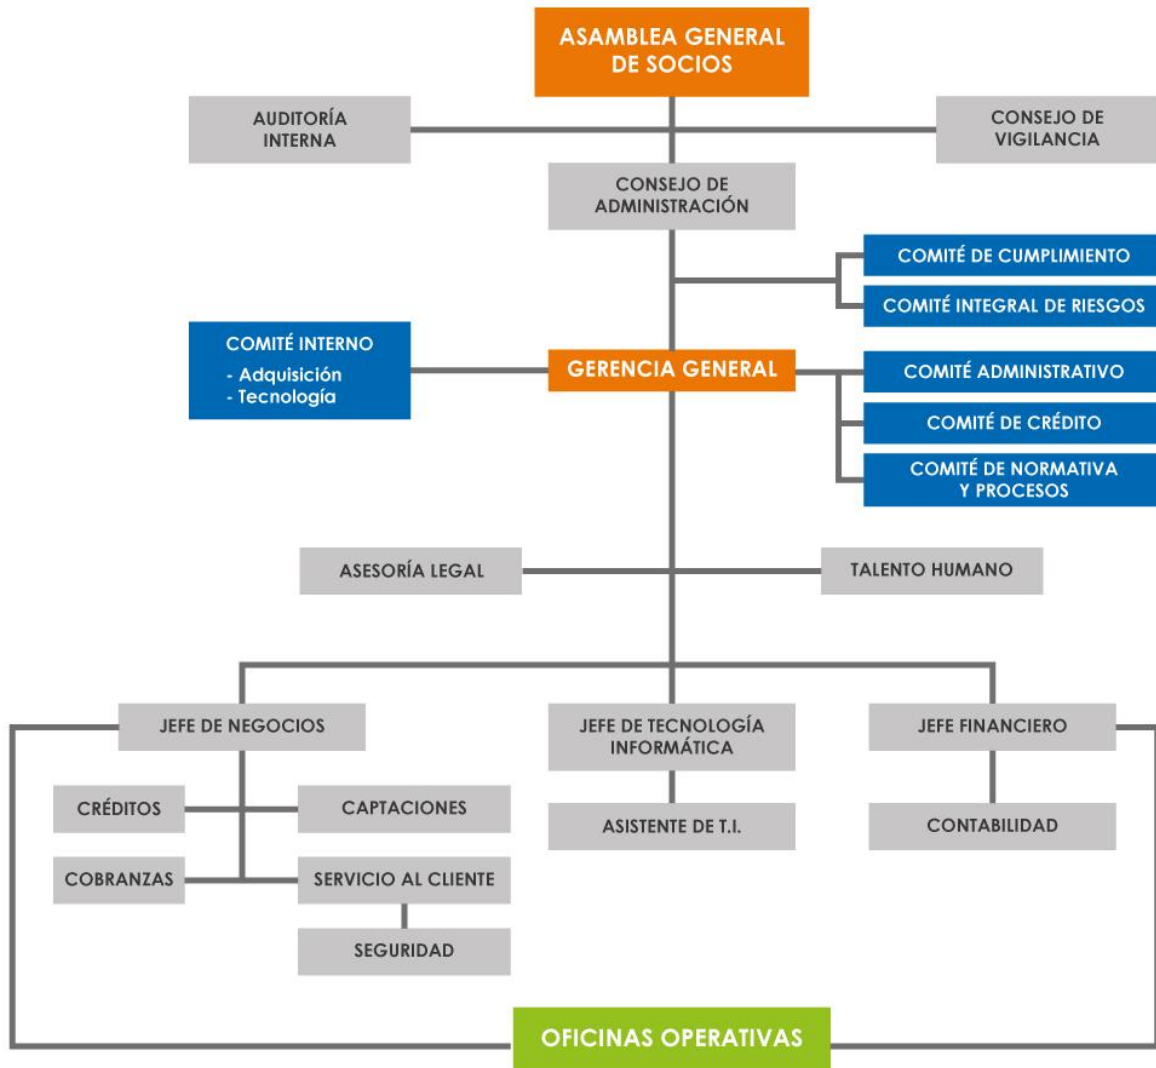 ASAMBLEA GENERAL
DE SOCIOS
AUDITORÍA
INTERNA
CONSEJO DE
VIGILANCIA
CONSEJO DE
ADMINISTRACIÓN
COMITÉ DE CUMPLIMIENTO
COMITÉ INTEGRAL DE RIESGOS
COMITÉ INTERNO
- Adquisición
- Tecnología
GERENCIA GENERAL
COMITÉ ADMINISTRATIVO
COMITÉ DE CRÉDITO
COMITÉ DE NORMATIVA
Y PROCESOS
ASESORÍA LEGAL
TALENTO HUMANO
JEFE DE NEGOCIOS
JEFE DE TECNOLOGÍA
INFORMÁTICA
JEFE FINANCIERO
CRÉDITOS
CAPTACIONES
ASISTENTE DE T.I.
CONTABILIDAD
COBRANZAS
SERVICIO AL CLIENTE
SEGURIDAD
OFICINAS OPERATIVAS